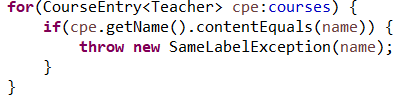 for(CourseEntry<Teacher> cpe:courses) {
    if(cpe.getName().contentEquals(name)) {
        throw new SameLabelException(name);
    }
}